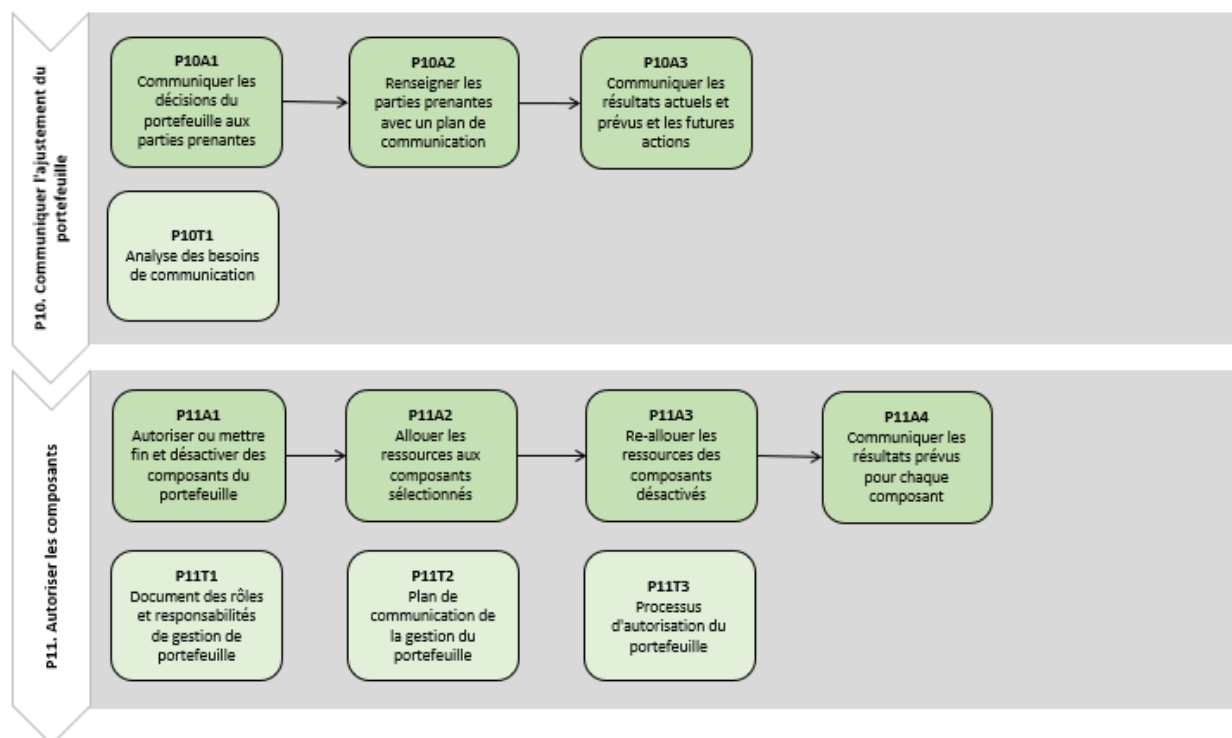 P10. Communiquer l'ajustement du
portefeuille
P10A1
Communiquer les
décisions du
portefeuille aux
parties prenantes
P10A2
Renseigner les
parties prenantes
avec un plan de
communication
P10A3
Communiquer les
résultats actuels et
prévus et les futures
actions
P10T1
Analyse des besoins
de communication
P11. Autoriser les composants
P11A1
Autoriser ou mettre
fin et désactiver des
composants du
portefeuille
P11A2
Allouer les
ressources aux
composants
sélectionnés
P11A3
Re-allouer les
ressources des
composants
désactivés
P11A4
Communiquer les
résultats prévus
pour chaque
composant
P11T1
Document des rôles
et responsabilités
de gestion de
portefeuille
P11T2
Plan de
communication de
la gestion du
portefeuille
P11T3
Processus
d'autorisation du
portefeuille